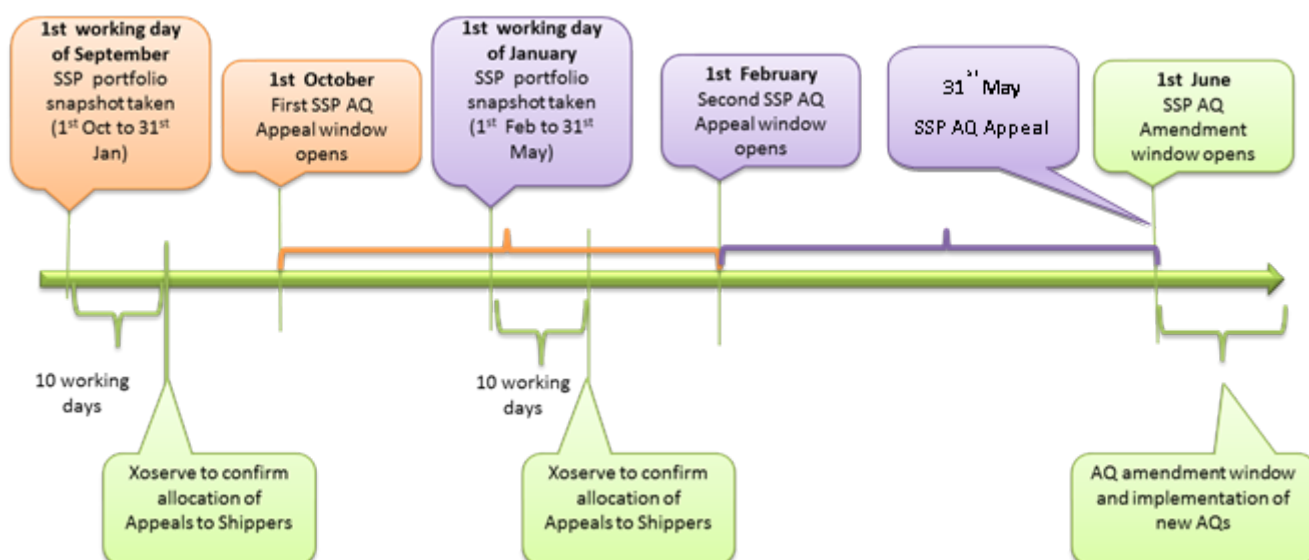 1st working day
of September
SSP portfolio
snapshot taken
(1st Oct to 31st
Jan)
1st October
First SSP AQ
Appeal window
opens
1st working day
of January
SSP portfolio
snapshot taken
(1st Feb to 31st
May)
1st February
Second SSP AQ
Appeal window
opens
31st May
SSP AQ Appeal
1st June
SSP AQ
Amendment
window opens
10 working
days
10 working
days
Xoserve to confirm
allocation of
Appeals to Shippers
Xoserve to confirm
allocation of
Appeals to Shippers
AQ amendment window
and implementation of
new AQs